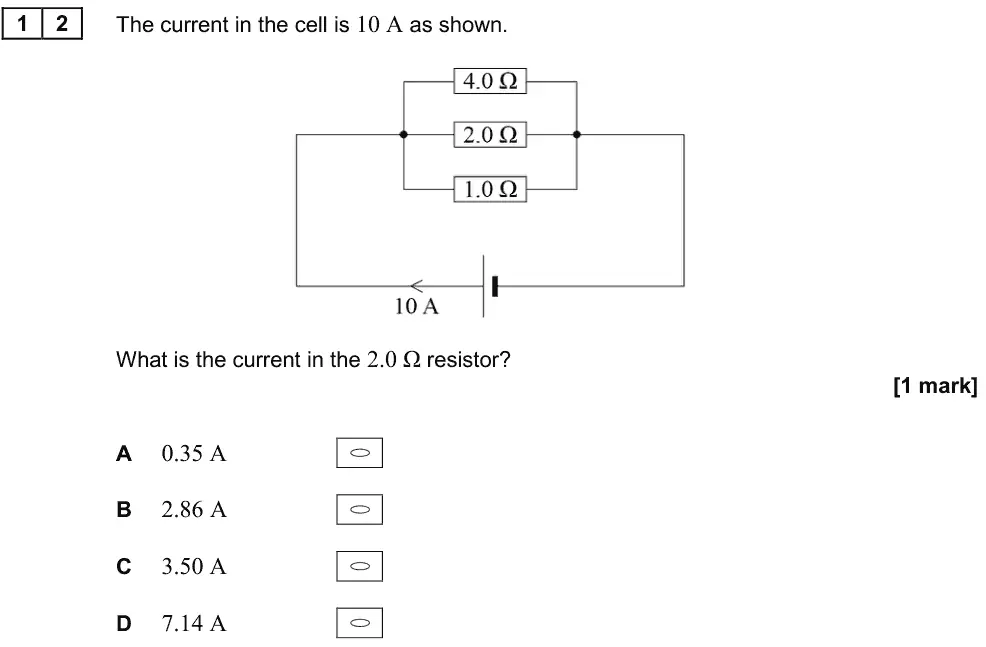 1 2 The current in the cell is 10 A as shown.
4.0 Ω
2.0 Ω
1.0 Ω
10 A
What is the current in the 2.0 Ω resistor?
[1 mark]
A 0.35 A
B 2.86 A
C 3.50 A
D 7.14 A